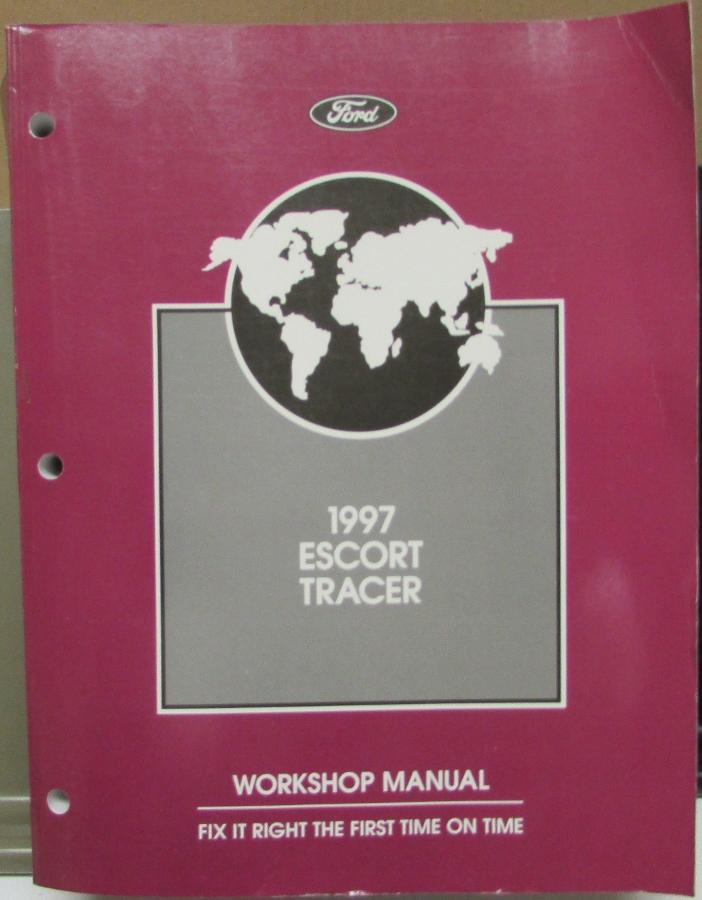 Ford
1997
ESCORT
TRACER
WORKSHOP MANUAL
FIX IT RIGHT THE FIRST TIME ON TIME